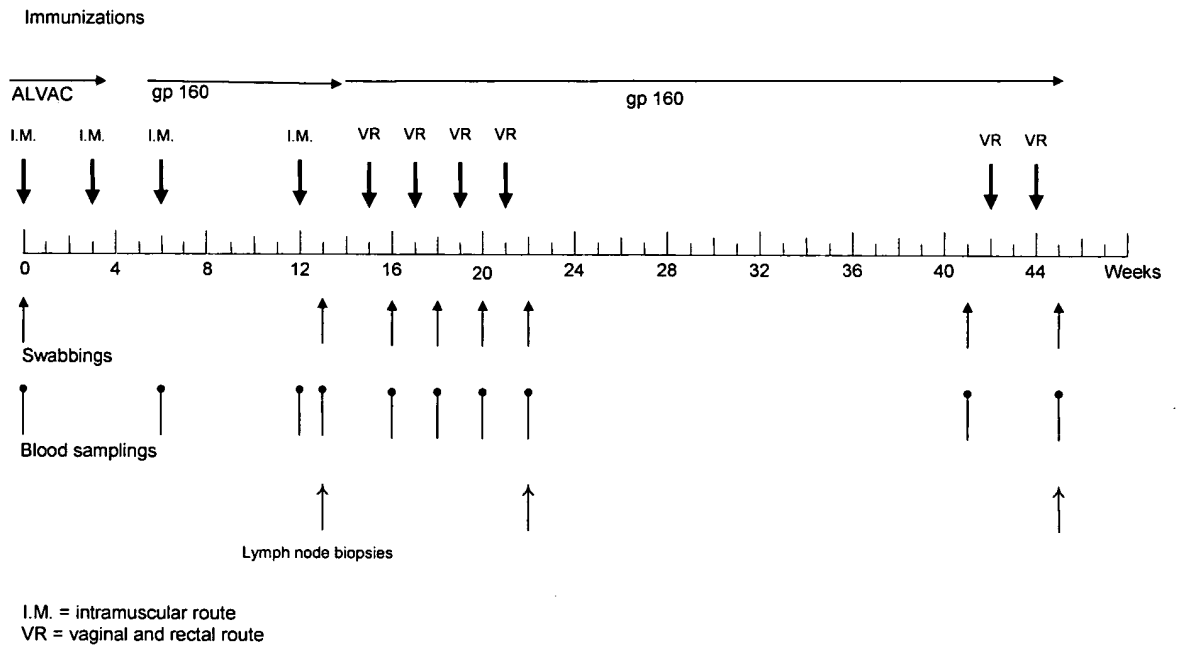 Immunizations
ALVAC
gp 160
gp 160
I.M. I.M. I.M. I.M. VR VR VR VR VR VR
0 4 8 12 16 20 24 28 32 36 40 44 Weeks
Swabbings
Blood samplings
Lymph node biopsies
I.M. = intramuscular route
VR = vaginal and rectal route